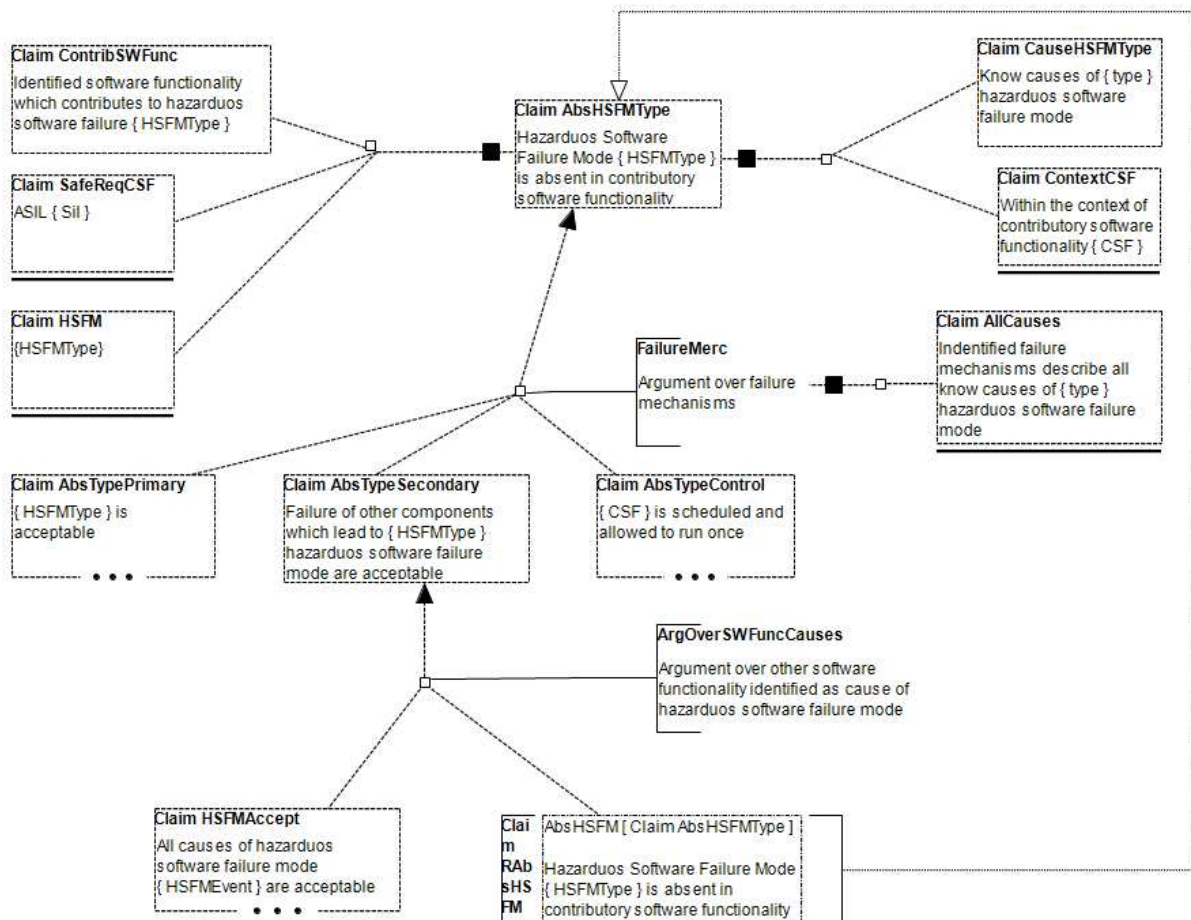 Claim ContribSWFunc
Identified software functionality
which contributes to hazarduos
software failure { HSFMType }
Claim AbsHSFMType
Hazarduos Software
Failure Mode { HSFMType }
is absent in contributory
software functionality
Claim CauseHSFMType
Know causes of { type }
hazarduos software
failure mode
Claim SafeReqCSF
ASIL { Sil }
Claim ContextCSF
Within the context of
contributory software
functionality { CSF }
Claim HSFM
{HSFMType}
FailureMerc
Argument over failure
mechanisms
Claim AllCauses
Indentified failure
mechanisms describe all
know causes of { type }
hazarduos software failure
mode
Claim AbsTypePrimary
{ HSFMType } is
acceptable
Claim AbsTypeSecondary
Failure of other components
which lead to { HSFMType }
hazarduos software failure
mode are acceptable
Claim AbsTypeControl
{ CSF } is scheduled and
allowed to run once
ArgOverSWFuncCauses
Argument over other software
functionality identified as cause of
hazarduos software failure mode
Claim HSFMAccept
All causes of hazarduos
software failure mode
{ HSFMEvent } are acceptable
Clai
m
RAb
sHS
FM
AbsHSFM [ Claim AbsHSFMType ]
Hazarduos Software Failure Mode
{ HSFMType } is absent in
contributory software functionality